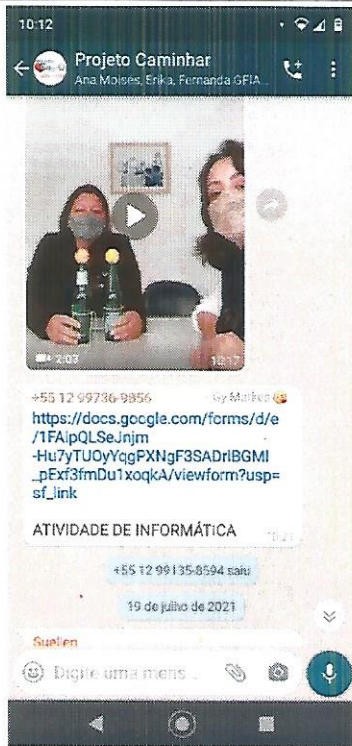 10:12
Projeto Caminhar
Ana Moises, Erika, Fernanda GFIA...
2:03
10:17
+55 12 99736-9856
https://docs.google.com/forms/d/e
/1FAIpQLSeJnjm
-Hu7yTUOyYqgPXNgF3SADrlBGMI
_pExf3fmDu1xoqkA/viewform?usp=
sf_link
ATIVIDADE DE INFORMÁTICA
+55 12 99135-8594 saiu
19 de julho de 2021
Suellen
Digite uma mens...